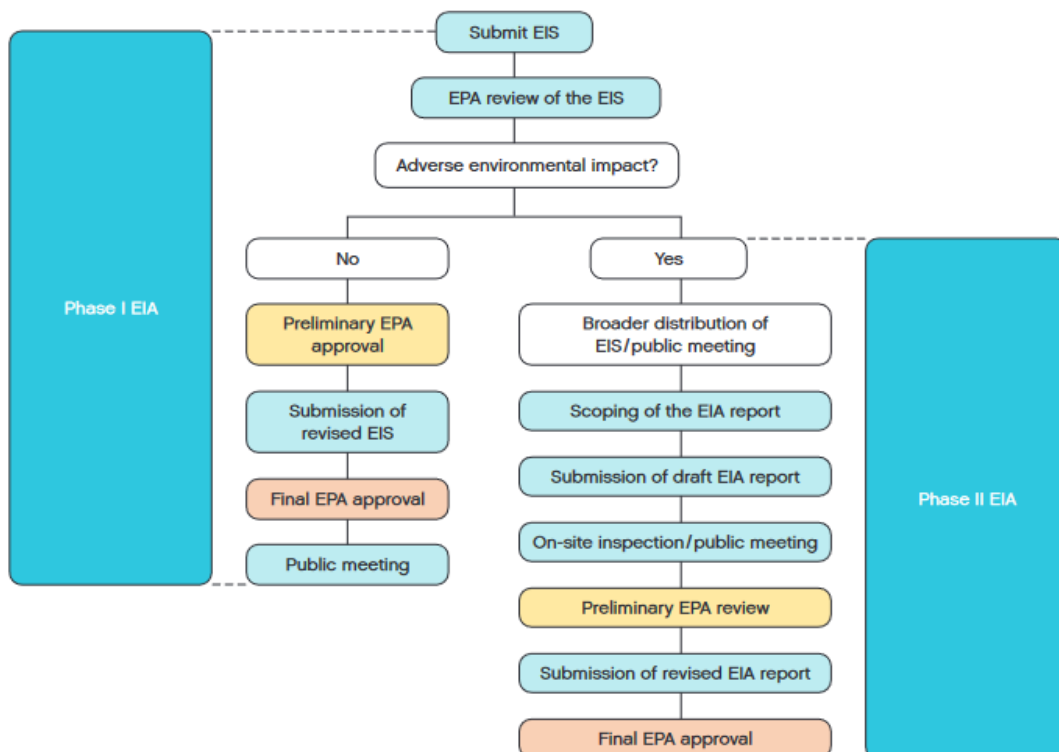 Submit EIS
EPA review of the EIS
Adverse environmental impact?
No
Yes
Phase I EIA
Preliminary EPA
approval
Submission of
revised EIS
Final EPA approval
Public meeting
Broader distribution of
EIS/public meeting
Scoping of the EIA report
Submission of draft EIA report
On-site inspection/public meeting
Preliminary EPA review
Submission of revised EIA report
Final EPA approval
Phase II EIA